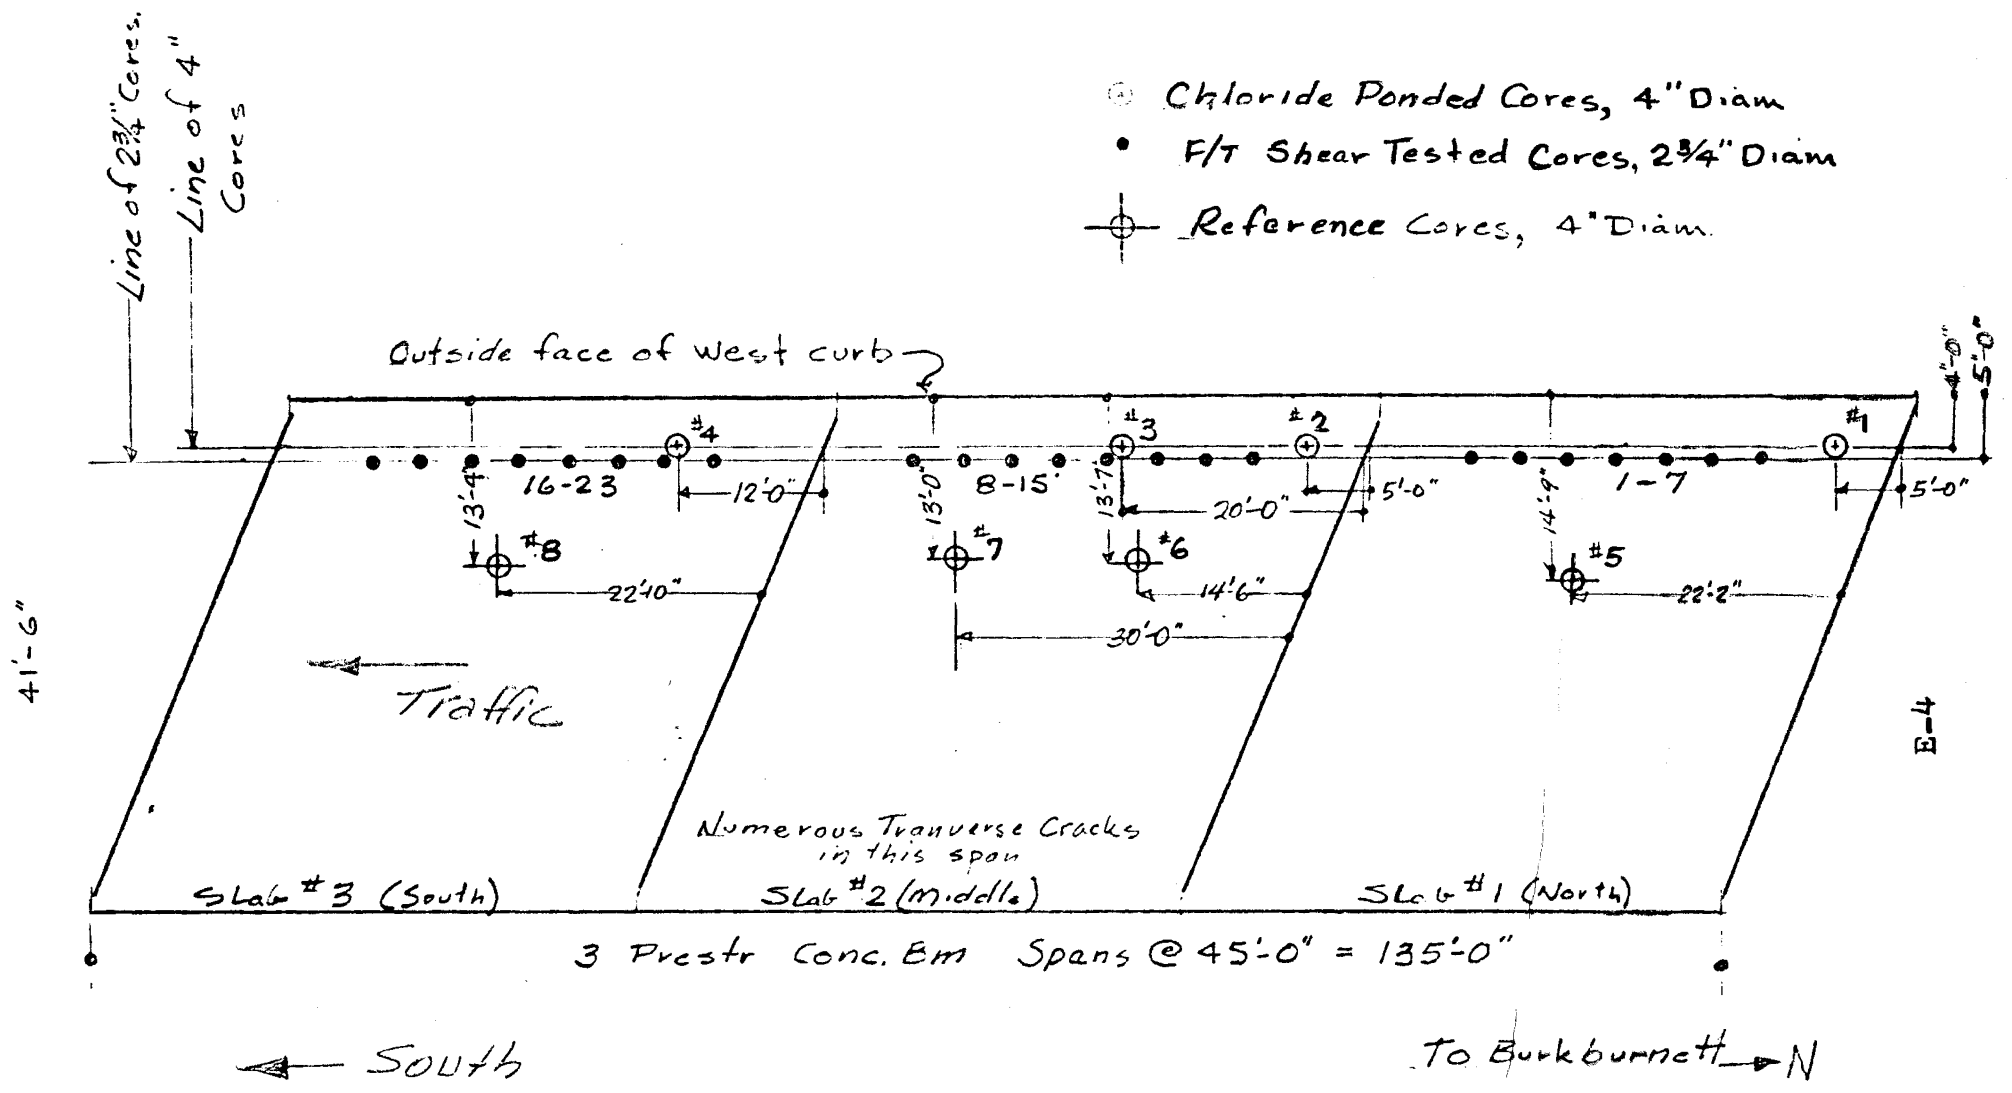 Line of 2 3/4" Cores.
Line of 4"
Cores
Chloride Ponded Cores, 4" Diam
F/T Shear Tested Cores, 2 3/4" Diam
Reference Cores, 4" Diam.
Outside face of west curb
4'-0"
5'-0"
#4
#3
#2
#1
16-23
8-15
1-7
12'-0"
5'-0"
5'-0"
20'-0"
13'-4"
13'-0"
13'-7"
14'-9"
#8
#7
#6
#5
22'-10"
14'-6"
22'-2"
30'-0"
41'-6"
Traffic
E-4
Numerous Tranverse Cracks
in this span
Slab #3 (South)
Slab #2 (Middle)
Slab #1 (North)
3 Prestr Conc. Bm Spans @ 45'-0" = 135'-0"
South
To Burkburnett N